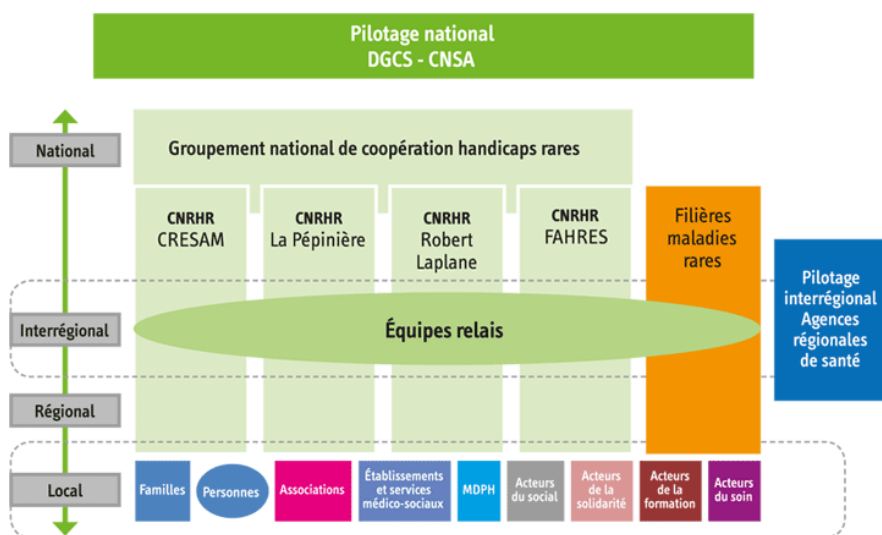 Pilotage national
DGCS - CNSA
National
Groupement national de coopération handicaps rares
CNRHR
CRESAM
CNRHR
La Pépinière
CNRHR
Robert
Laplane
CNRHR
FAHRES
Filières
maladies
rares
Pilotage
interrégional
Agences
régionales
de santé
Interrégional
Équipes relais
Régional
Local
Familles
Personnes
Associations
Établissements
et services
médico-sociaux
MDPH
Acteurs
du social
Acteurs
de la
solidarité
Acteurs
de la
formation
Acteurs
du soin